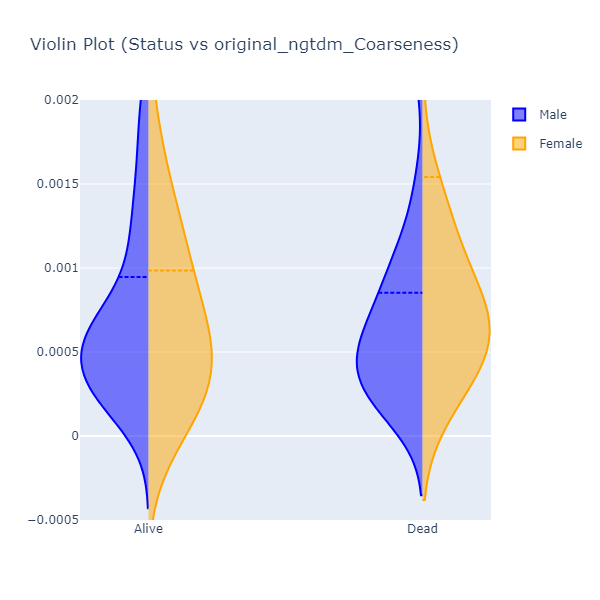 Violin Plot (Status vs original_ngtdm_Coarseness)
0.002
0.0015
0.001
0.0005
0
−0.0005
Alive
Dead
Male
Female